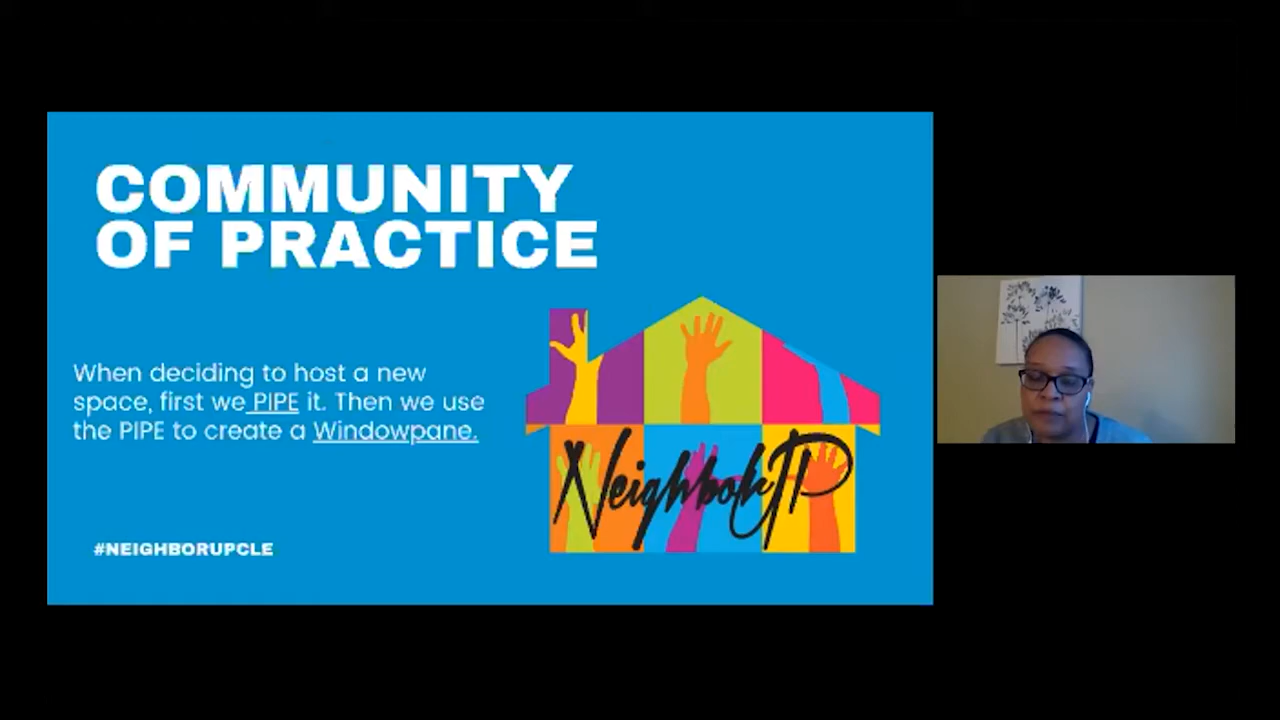 COMMUNITY
OF PRACTICE
When deciding to host a new
space, first we PIPE it. Then we use
the PIPE to create a Windowpane.
NeighborUP
#NEIGHBORUPCLE